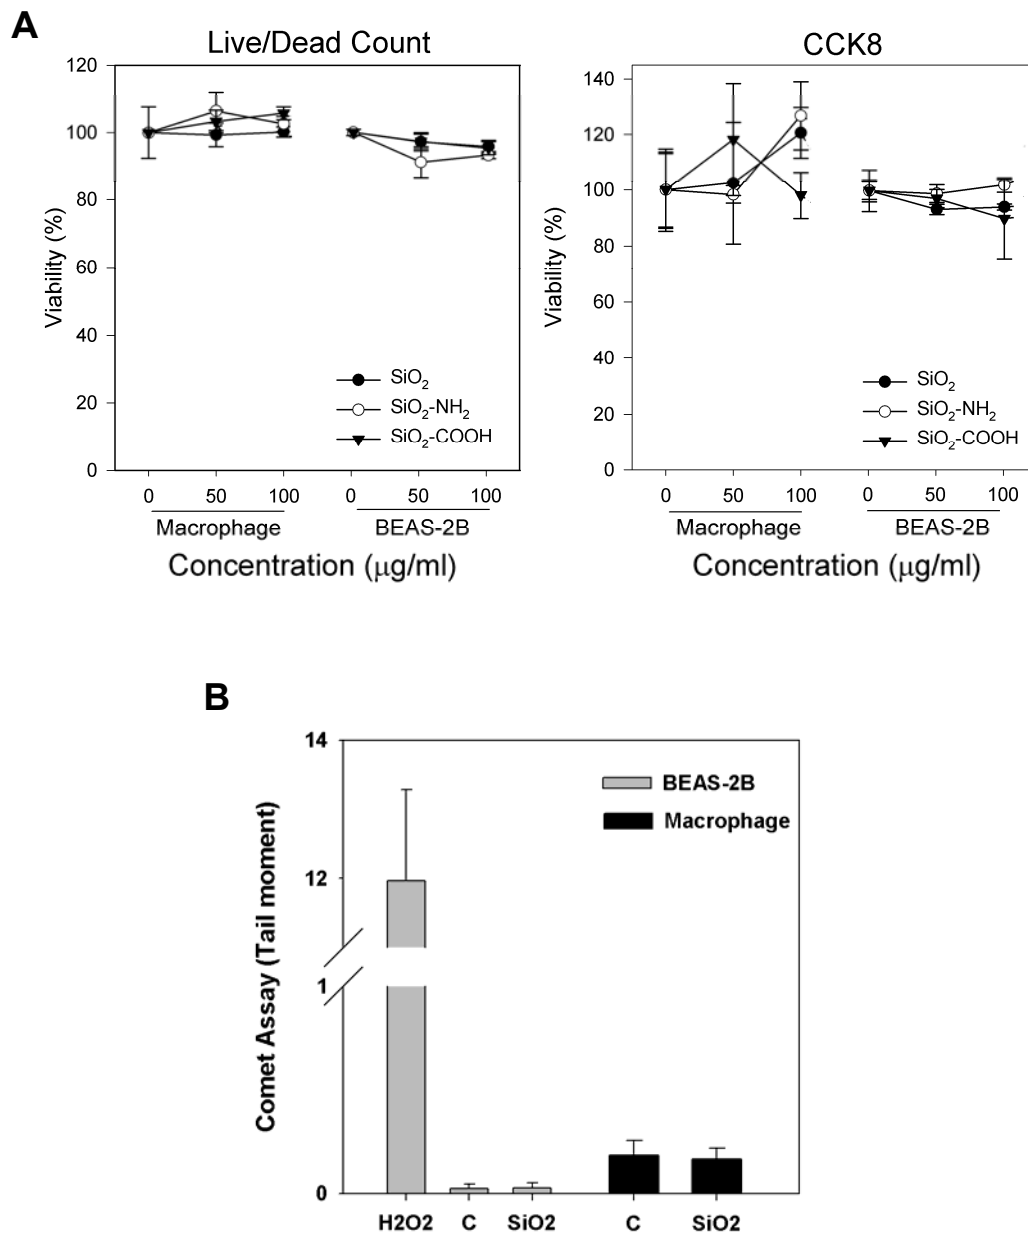 A
Live/Dead Count
120
100
80
60
40
20
0
Viability (%)
SiO2
SiO2-NH2
SiO2-COOH
0 50 100 0 50 100
Macrophage BEAS-2B
Concentration (μg/ml)
CCK8
140
120
100
80
60
40
20
0
Viability (%)
SiO2
SiO2-NH2
SiO2-COOH
0 50 100 0 50 100
Macrophage BEAS-2B
Concentration (μg/ml)
B
14
12
1
0
Comet Assay (Tail moment)
BEAS-2B
Macrophage
H2O2 C SiO2 C SiO2